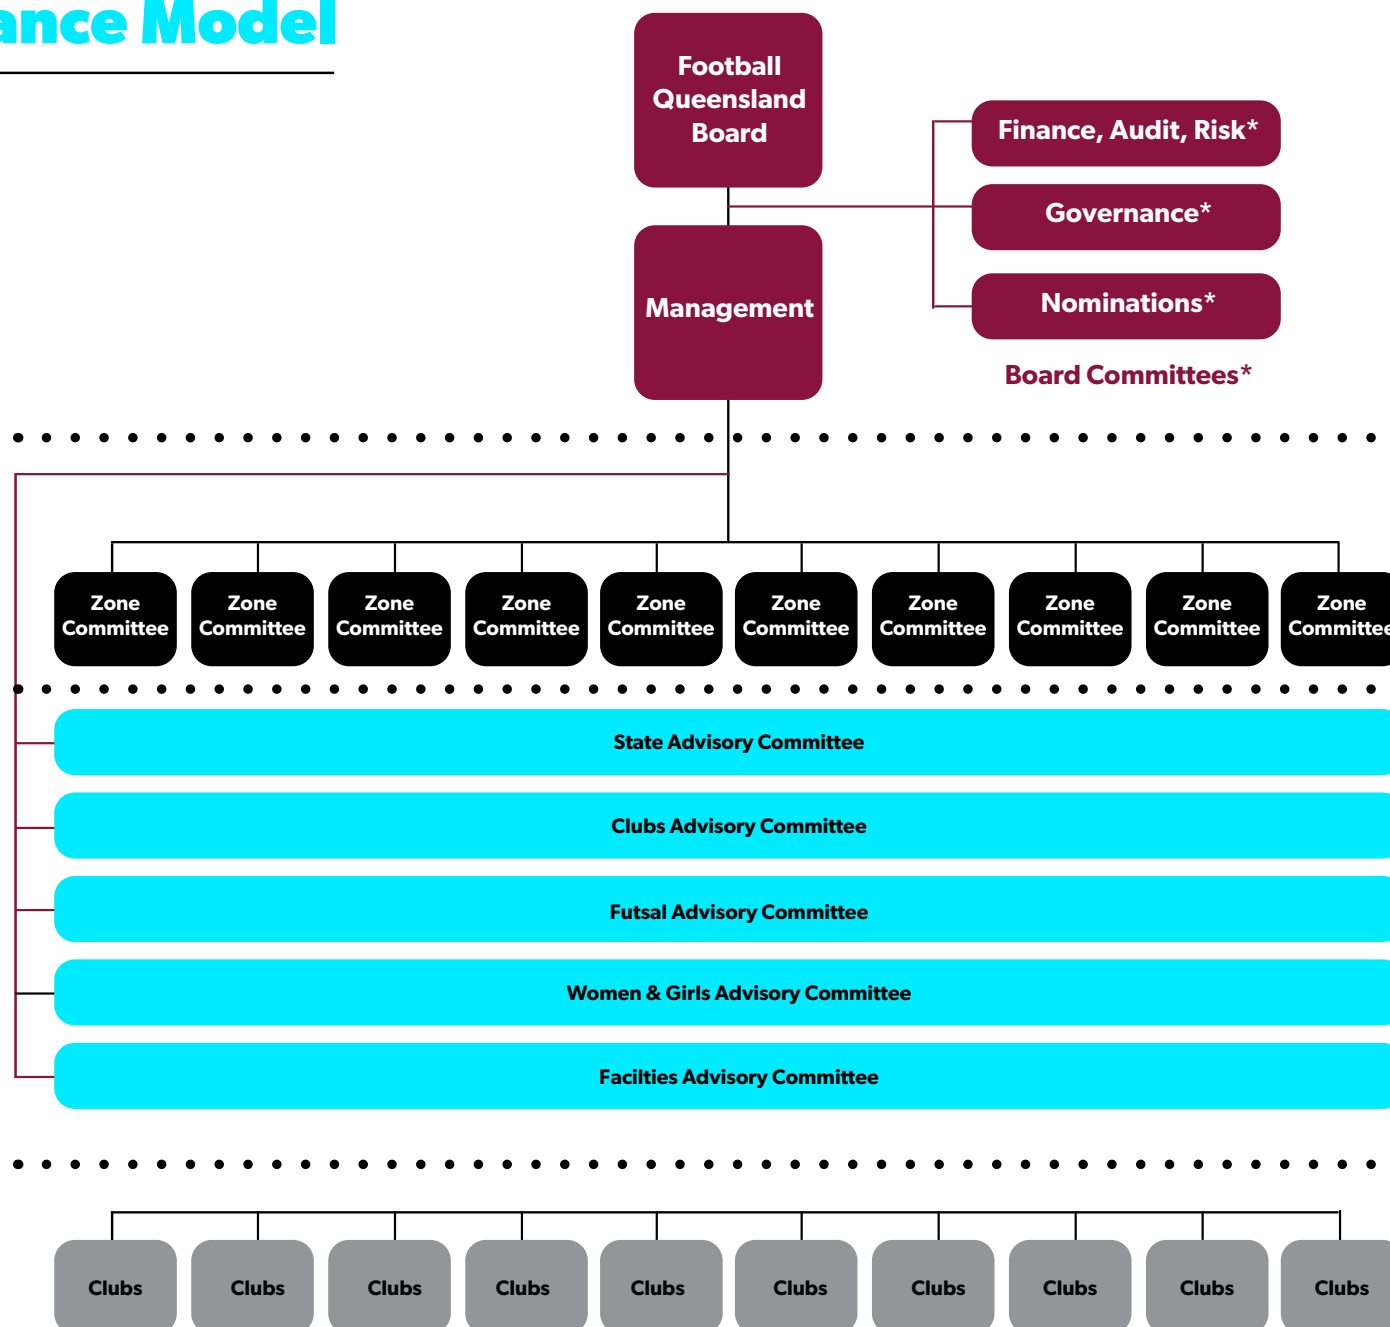 ance Model
Football
Queensland
Board
Finance, Audit, Risk*
Governance*
Management
Nominations*
Board Committees*
Zone Committee
Zone Committee
Zone Committee
Zone Committee
Zone Committee
Zone Committee
Zone Committee
Zone Committee
Zone Committee
Zone Committee
State Advisory Committee
Clubs Advisory Committee
Futsal Advisory Committee
Women & Girls Advisory Committee
Facilties Advisory Committee
Clubs
Clubs
Clubs
Clubs
Clubs
Clubs
Clubs
Clubs
Clubs
Clubs